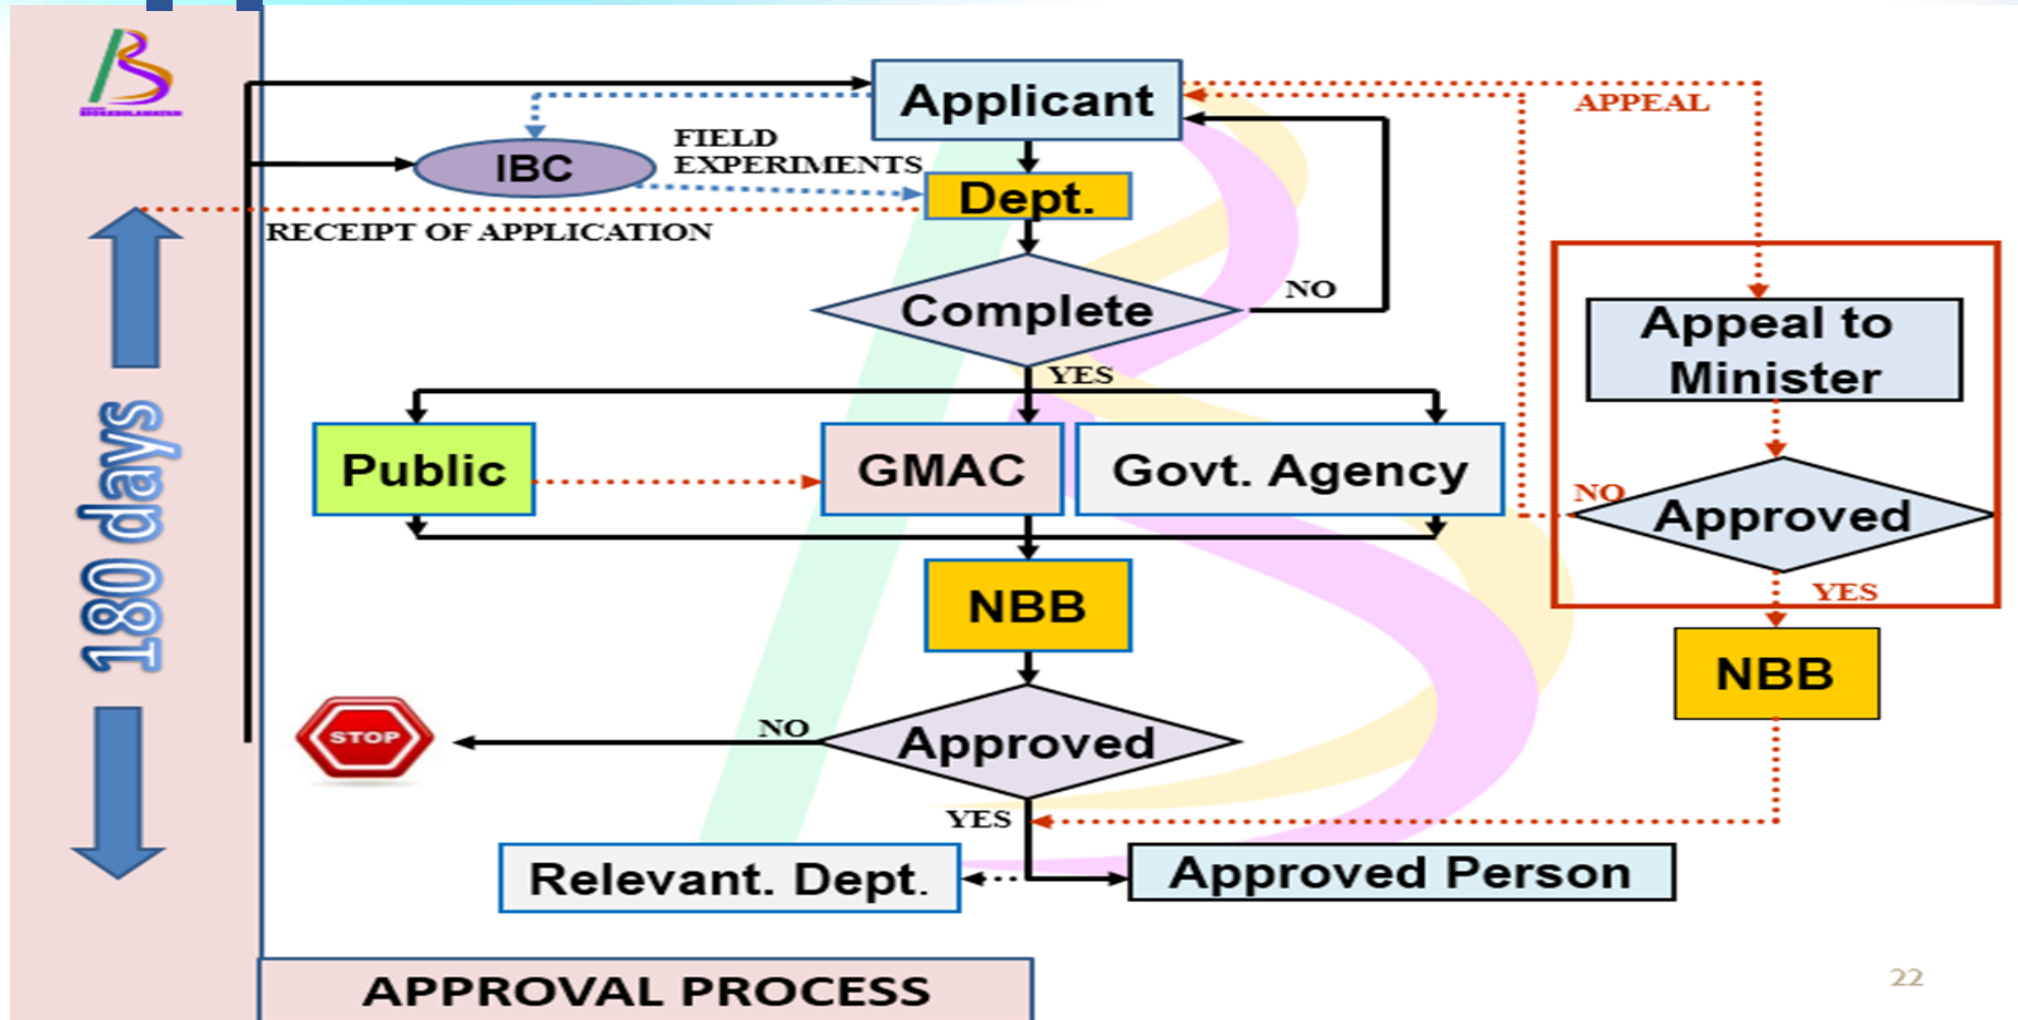 Applicant
APPEAL
FIELD
EXPERIMENTS
IBC
Dept.
RECEIPT OF APPLICATION
Complete
NO
YES
Appeal to
Minister
180 days
Public
GMAC
Govt. Agency
NO
Approved
YES
NBB
NBB
STOP
NO
Approved
YES
Relevant. Dept.
Approved Person
APPROVAL PROCESS
22